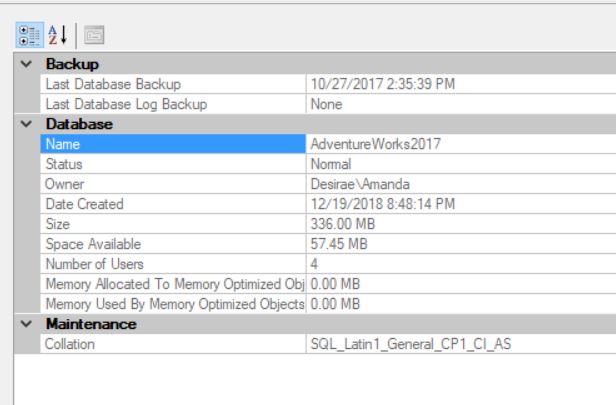 Backup
Last Database Backup 10/27/2017 2:35:39 PM
Last Database Log Backup None
Database
Name AdventureWorks2017
Status Normal
Owner Desirae\Amanda
Date Created 12/19/2018 8:48:14 PM
Size 336.00 MB
Space Available 57.45 MB
Number of Users 4
Memory Allocated To Memory Optimized Obj 0.00 MB
Memory Used By Memory Optimized Objects 0.00 MB
Maintenance
Collation SQL_Latin1_General_CP1_CI_AS